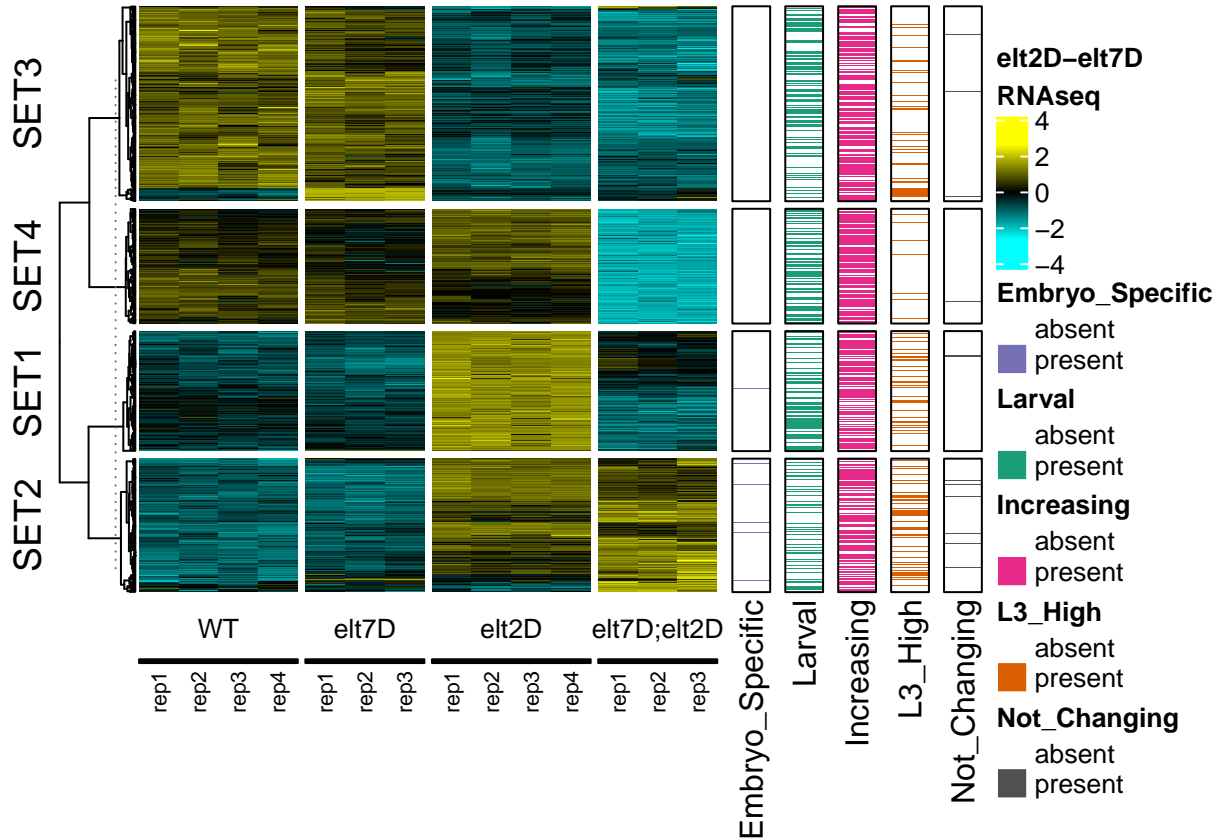 SET3
SET4
SET1
SET2
WT
elt7D
elt2D
elt7D;elt2D
rep1
rep2
rep3
rep4
rep1
rep2
rep3
rep1
rep2
rep3
rep4
rep1
rep2
rep3
Embryo_Specific
Larval
Increasing
L3_High
Not_Changing
elt2D−elt7D
RNAseq
4
2
0
−2
−4
Embryo_Specific
absent
present
Larval
absent
present
Increasing
absent
present
L3_High
absent
present
Not_Changing
absent
present